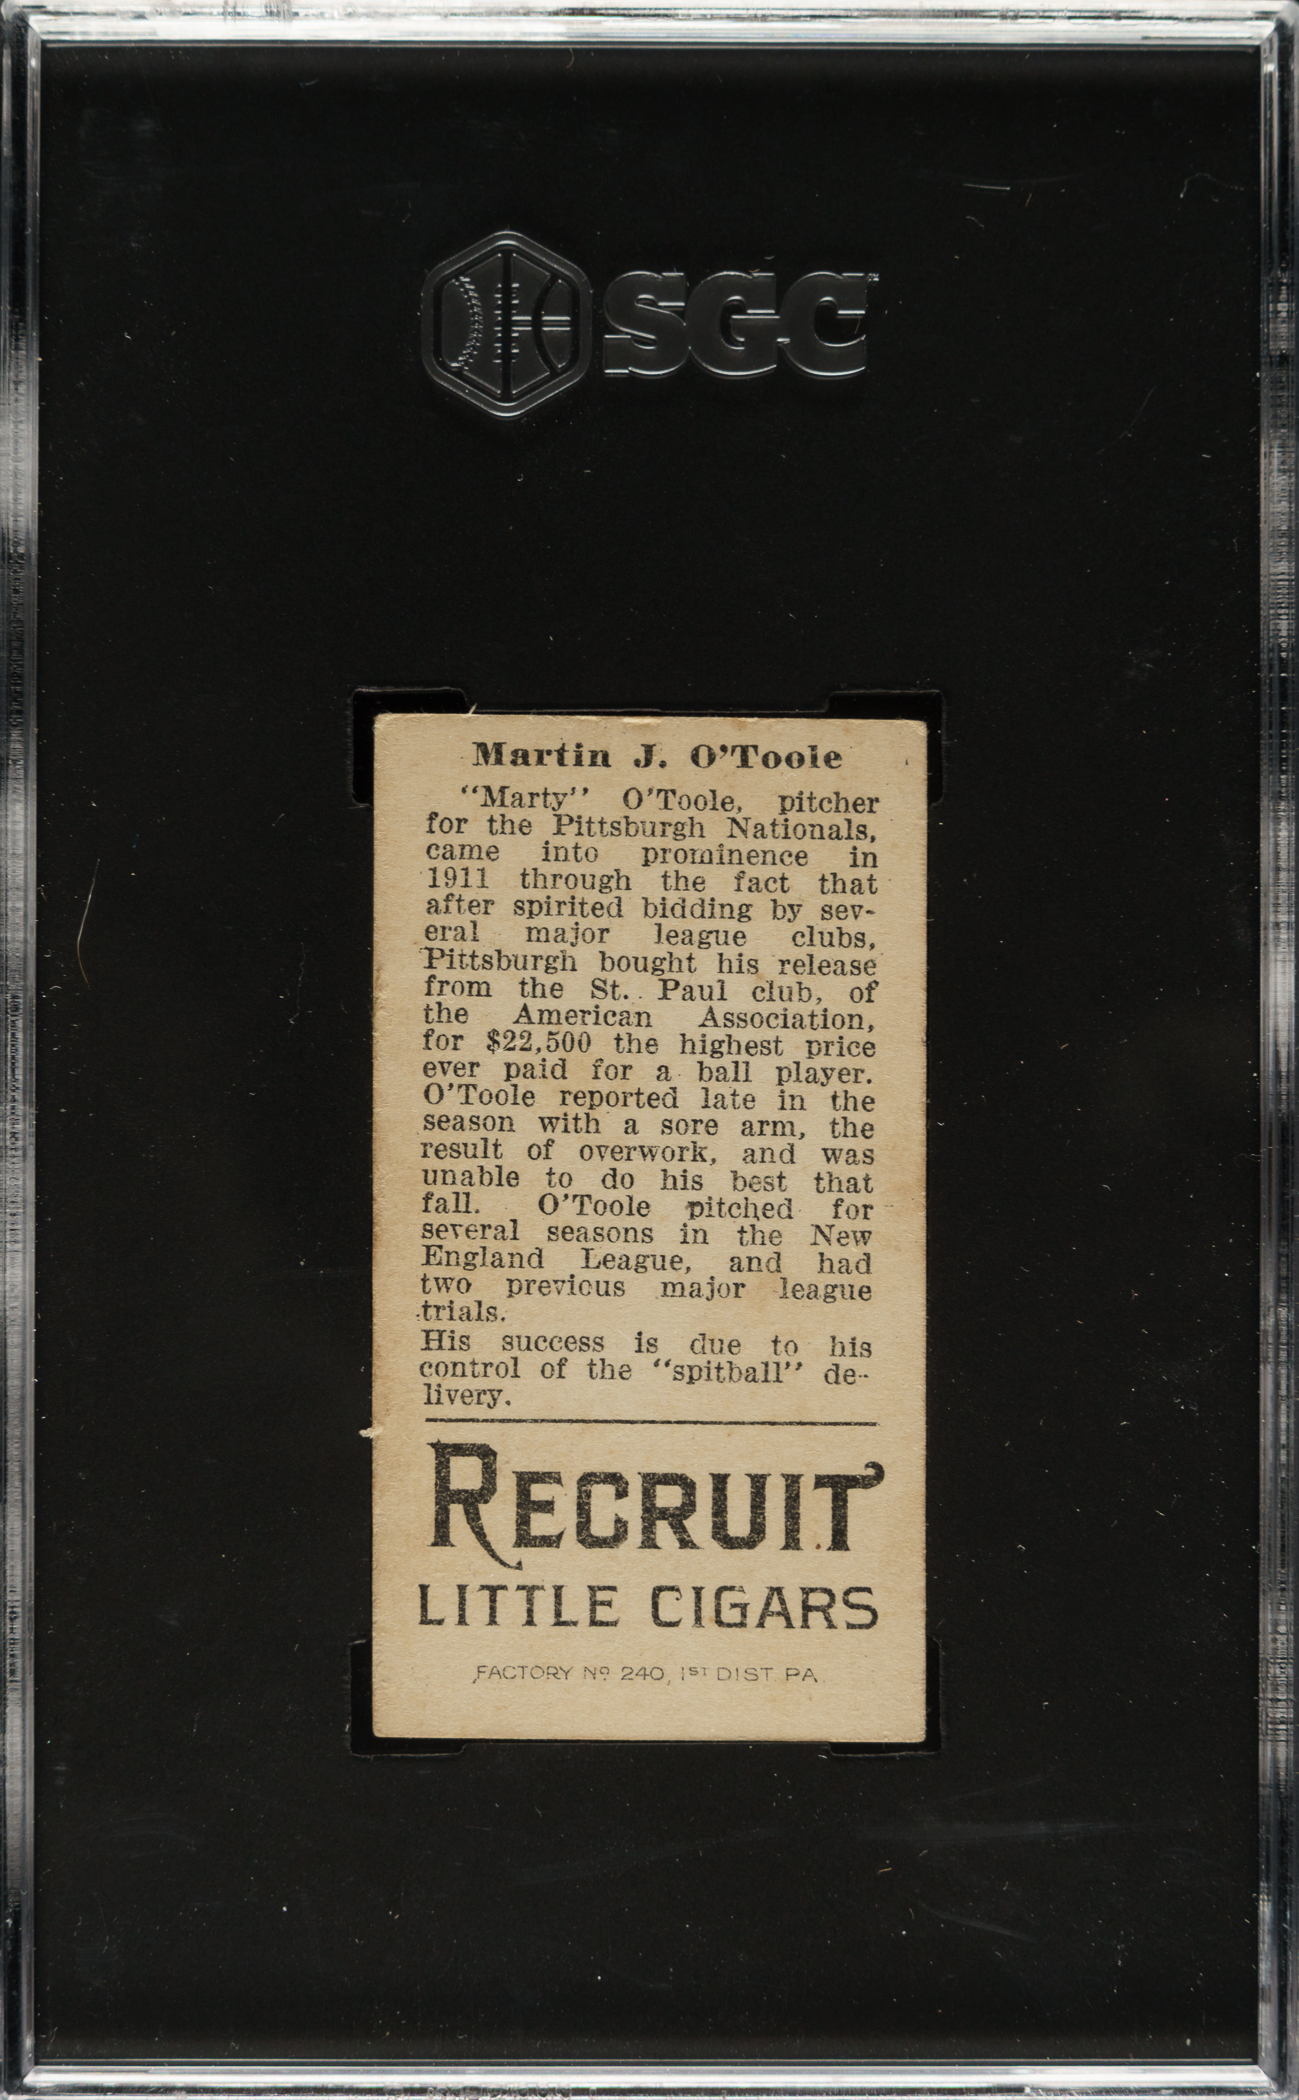 SGC
Martin J. O'Toole
"Marty" O'Toole, pitcher
for the Pittsburgh Nationals,
came into prominence in
1911 through the fact that
after spirited bidding by sev-
eral major league clubs,
Pittsburgh bought his release
from the St. Paul club, of
the American Association,
for $22,500 the highest price
ever paid for a ball player.
O'Toole reported late in the
season with a sore arm, the
result of overwork, and was
unable to do his best that
fall. O'Toole pitched for
several seasons in the New
England League, and had
two previous major league
trials.
His success is due to his
control of the "spitball" de-
livery.
RECRUIT
LITTLE CIGARS
FACTORY Nº 240, 1ST DIST. PA.